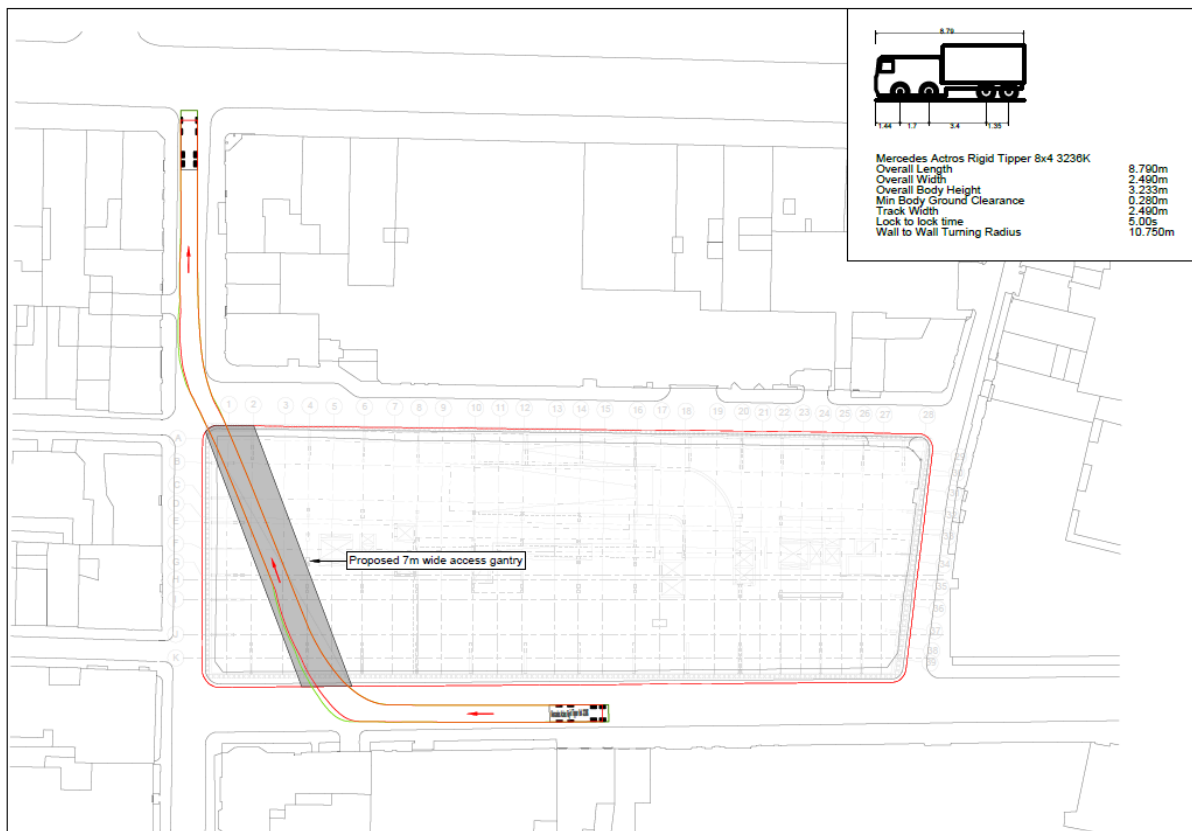 8.79
1.44 1.7 3.4 1.35
Mercedes Actros Rigid Tipper 8x4 3236K
Overall Length 8.790m
Overall Width 2.490m
Overall Body Height 3.233m
Min Body Ground Clearance 0.280m
Track Width 2.490m
Lock to lock time 5.00s
Wall to Wall Turning Radius 10.750m
1 2 3 4 5 6 7 8 9 10 11 12 13 14 15 16 17 18 19 20 21 22 23 24 25 26 27 28
A
B
C
D
E
F
G
H
K
Proposed 7m wide access gantry
34
35
36